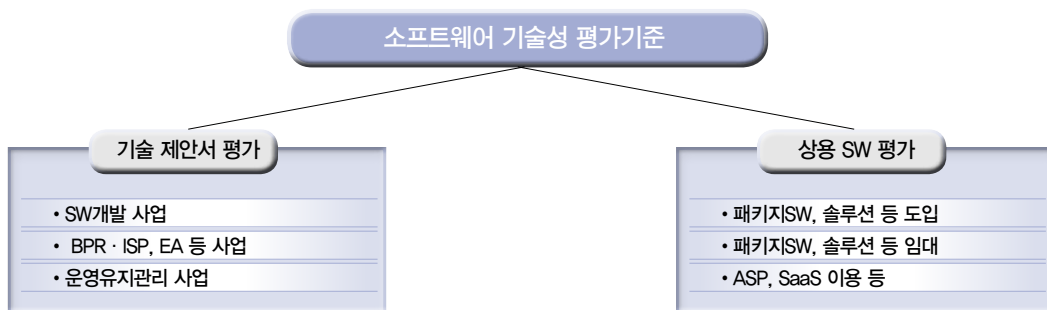 소프트웨어 기술성 평가기준
기술 제안서 평가
• SW개발 사업
• BPR · ISP, EA 등 사업
• 운영유지관리 사업
상용 SW 평가
• 패키지SW, 솔루션 등 도입
• 패키지SW, 솔루션 등 임대
• ASP, SaaS 이용 등